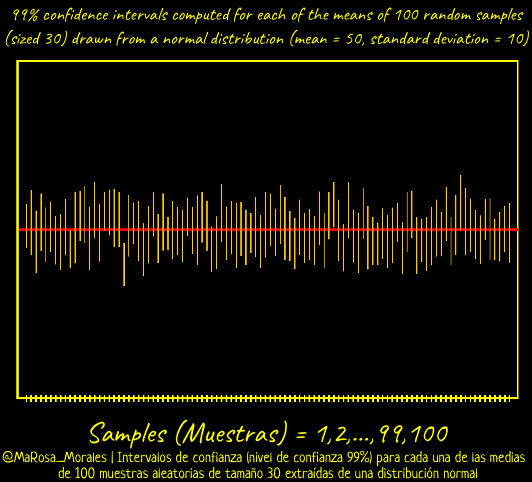 99% confidence intervals computed for each of the means of 100 random samples
(sized 30) drawn from a normal distribution (mean = 50, standard deviation = 10)
Samples (Muestras) = 1,2,...,99,100
@MaRosa_Morales | Intervalos de confianza (nivel de confianza 99%) para cada una de las medias
de 100 muestras aleatorias de tamaño 30 extraídas de una distribución normal